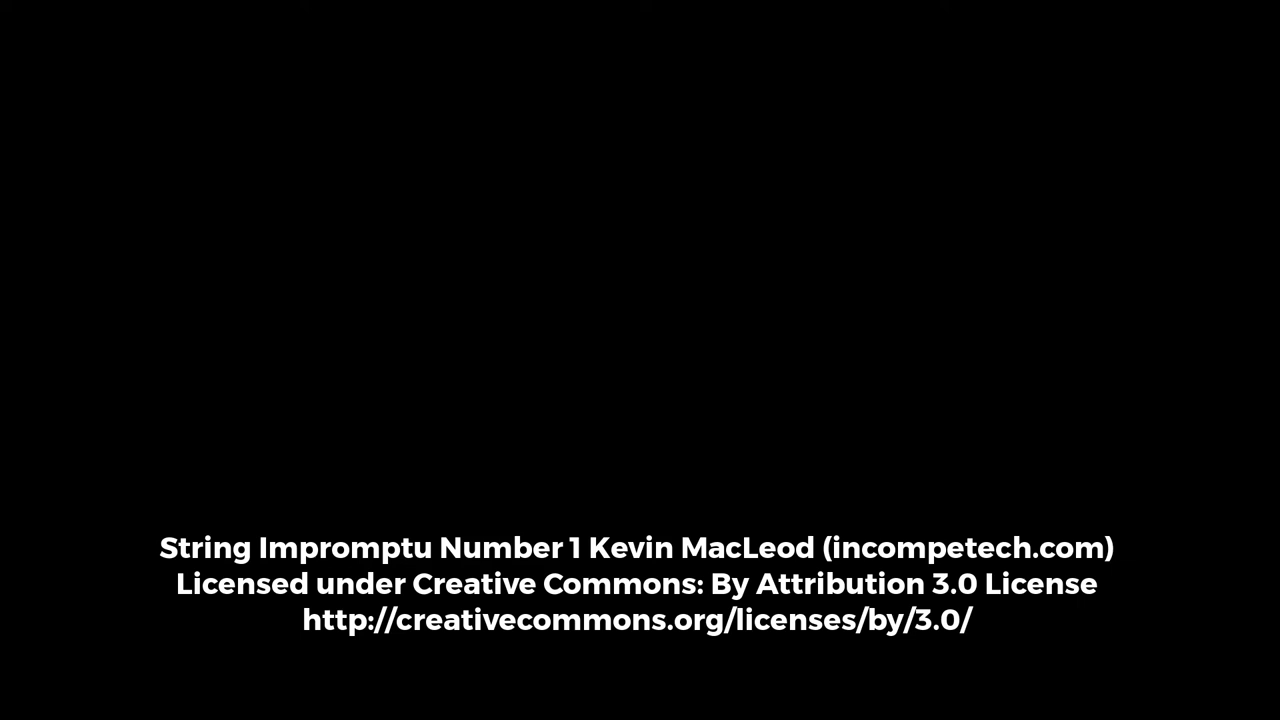 String Impromptu Number 1 Kevin MacLeod (incompetech.com)
Licensed under Creative Commons: By Attribution 3.0 License
http://creativecommons.org/licenses/by/3.0/